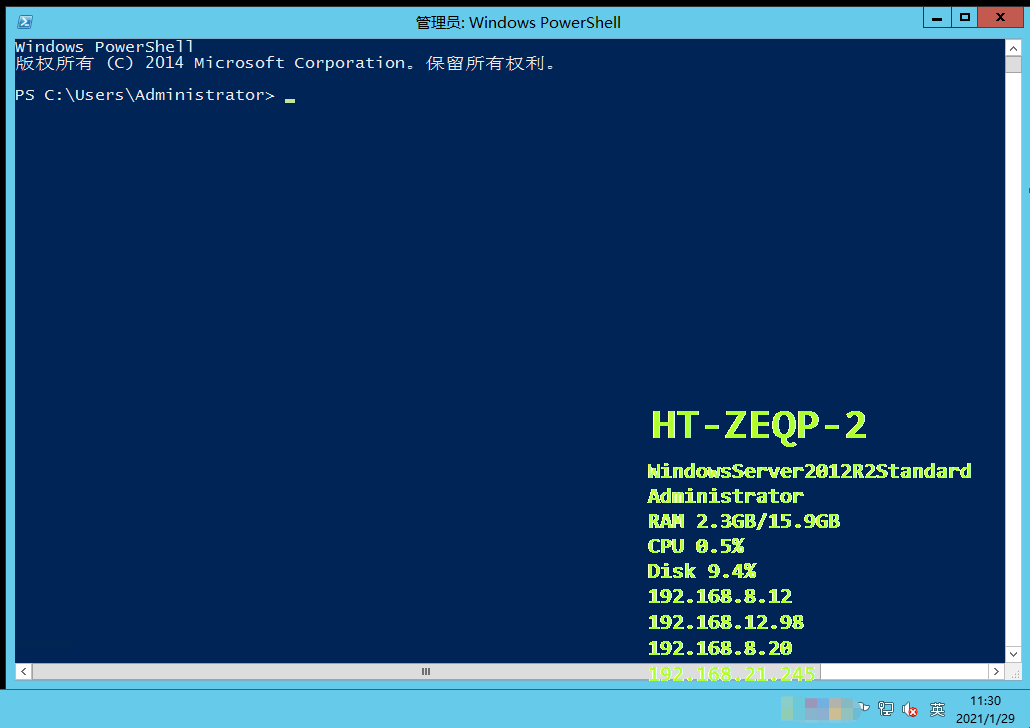 管理员: Windows PowerShell
Windows PowerShell
版权所有 (C) 2014 Microsoft Corporation。保留所有权利。
PS C:\Users\Administrator>
HT-ZEQP-2
WindowsServer2012R2Standard
Administrator
RAM 2.3GB/15.9GB
CPU 0.5%
Disk 9.4%
192.168.8.12
192.168.12.98
192.168.8.20
192.168.21.245
英
11:30
2021/1/29